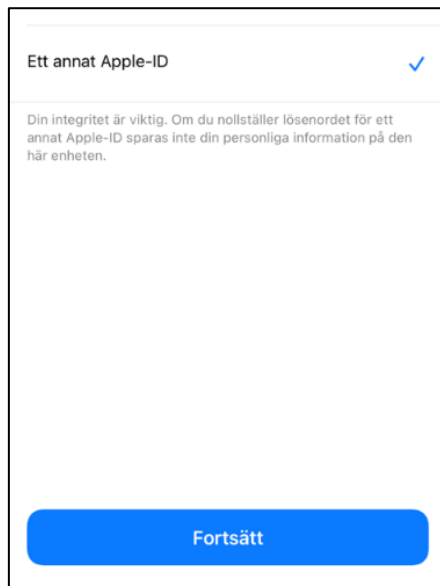 Ett annat Apple-ID
Din integritet är viktig. Om du nollställer lösenordet för ett
annat Apple-ID sparas inte din personliga information på den
här enheten.
Fortsätt